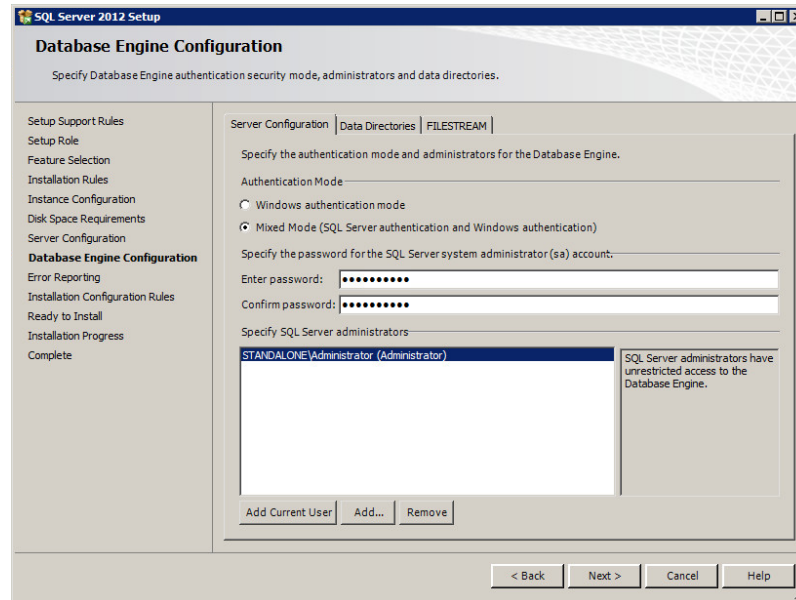 SQL Server 2012 Setup
Database Engine Configuration
Specify Database Engine authentication security mode, administrators and data directories.
Setup Support Rules
Setup Role
Feature Selection
Installation Rules
Instance Configuration
Disk Space Requirements
Server Configuration
Database Engine Configuration
Error Reporting
Installation Configuration Rules
Ready to Install
Installation Progress
Complete
Server Configuration Data Directories FILESTREAM
Specify the authentication mode and administrators for the Database Engine.
Authentication Mode
Windows authentication mode
Mixed Mode (SQL Server authentication and Windows authentication)
Specify the password for the SQL Server system administrator (sa) account.
Enter password: ●●●●●●●●●●
Confirm password: ●●●●●●●●●●
Specify SQL Server administrators
STANDALONE\Administrator (Administrator)
SQL Server administrators have
unrestricted access to the
Database Engine.
Add Current User Add... Remove
< Back Next > Cancel Help